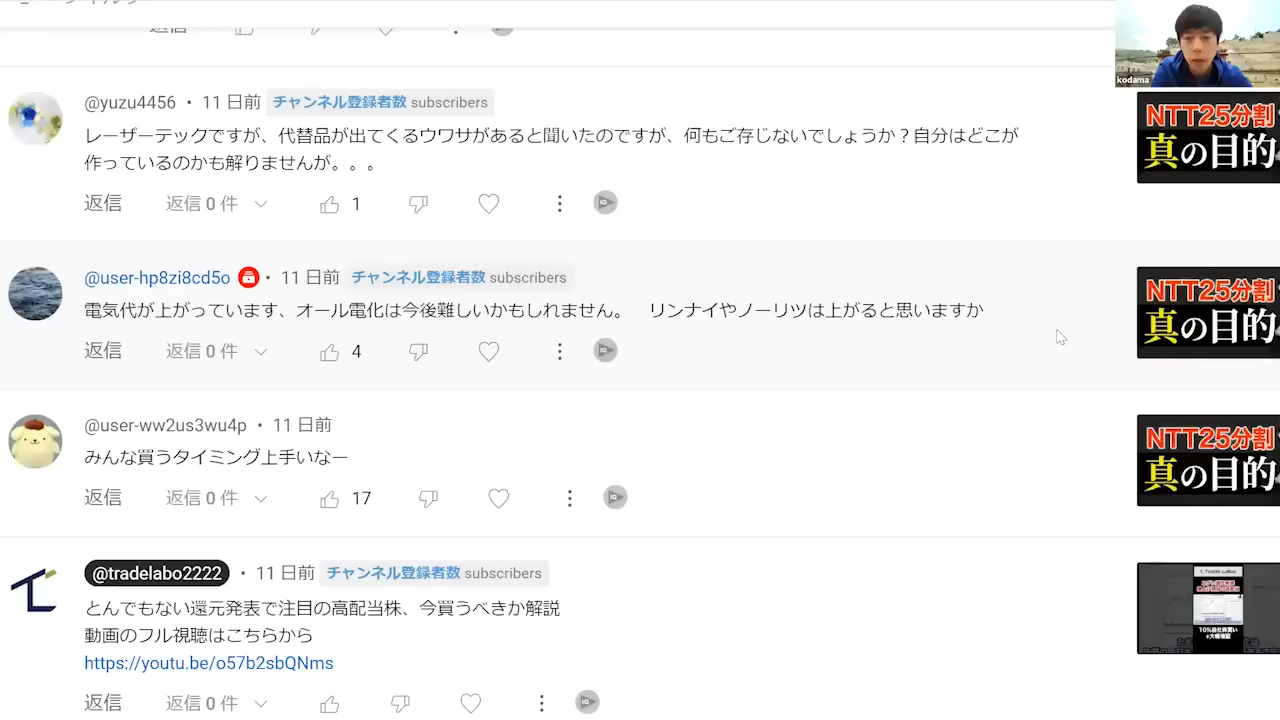 返信
kodama
@yuzu4456 • 11 日前 チャンネル登録者数 subscribers
レーザーテックですが、代替品が出てくるウワサがあると聞いたのですが、何もご存じないでしょうか？自分はどこが
作っているのかも解りませんが。。。
返信 返信 0 件 1
NTT25分割
真の目的
@user-hp8zi8cd5o • 11 日前 チャンネル登録者数 subscribers
電気代が上がっています、オール電化は今後難しいかもしれません。 リンナイやノーリツは上がると思いますか
返信 返信 0 件 4
NTT25分割
真の目的
@user-ww2us3wu4p • 11 日前
みんな買うタイミング上手いなー
返信 返信 0 件 17
NTT25分割
真の目的
@tradelabo2222 • 11 日前 チャンネル登録者数 subscribers
とんでもない還元発表で注目の高配当株、今買うべきか解説
動画のフル視聴はこちらから
https://youtu.be/o57b2sbQNms
返信 返信 0 件
10%自社株買い
+大幅増配